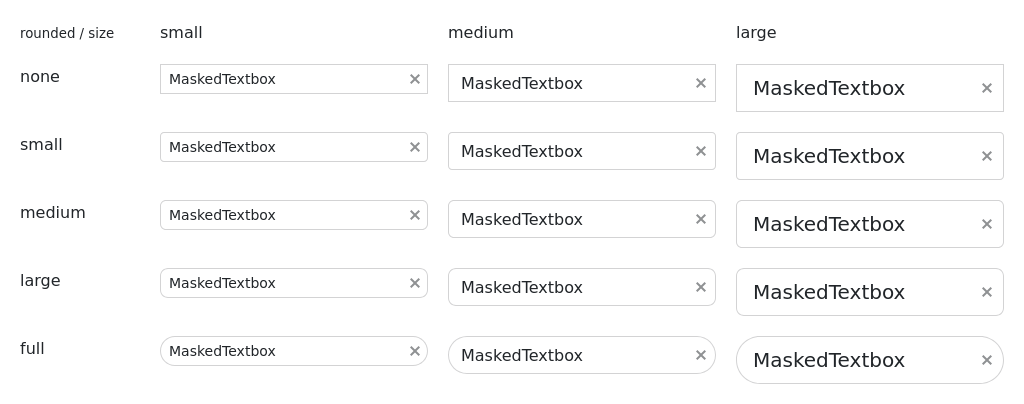 rounded / size small medium large
none MaskedTextbox × MaskedTextbox × MaskedTextbox ×
small MaskedTextbox × MaskedTextbox × MaskedTextbox ×
medium MaskedTextbox × MaskedTextbox × MaskedTextbox ×
large MaskedTextbox × MaskedTextbox × MaskedTextbox ×
full MaskedTextbox × MaskedTextbox × MaskedTextbox ×